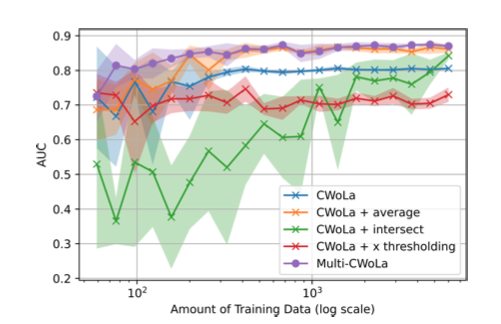 0.9
0.8
0.7
0.6
0.5
0.4
0.3
0.2
AUC
10²
10³
Amount of Training Data (log scale)
CWoLa
CWoLa + average
CWoLa + intersect
CWoLa + x thresholding
Multi-CWoLa